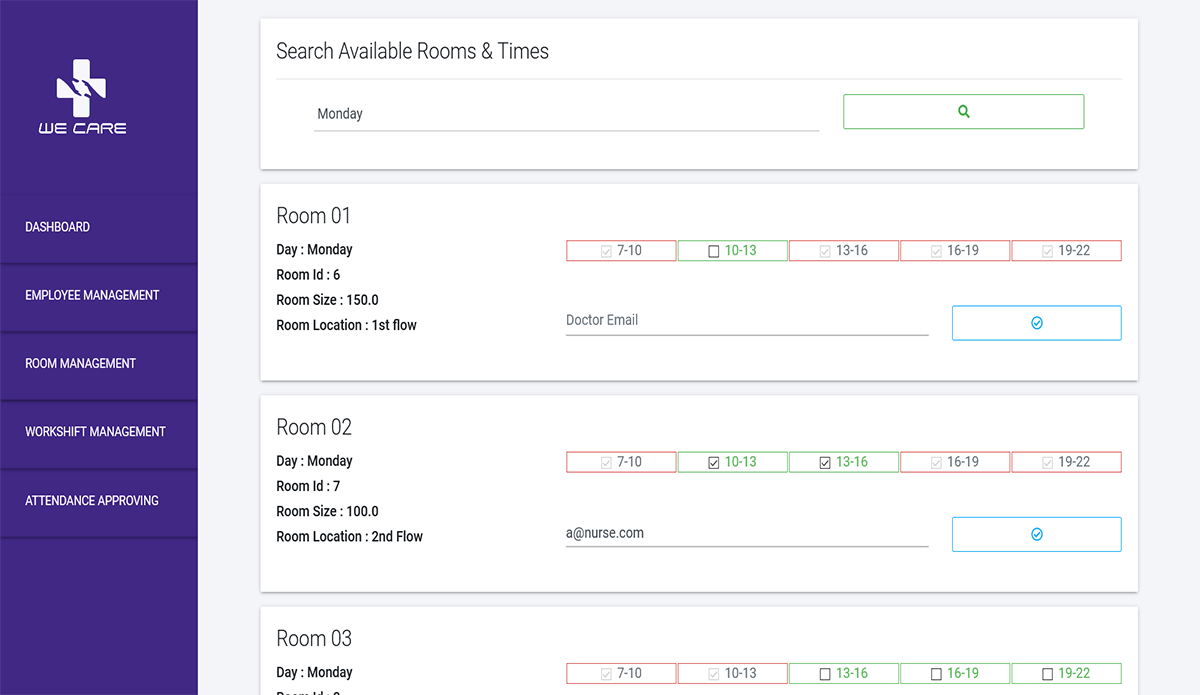 WE CARE
DASHBOARD
EMPLOYEE MANAGEMENT
ROOM MANAGEMENT
WORKSHIFT MANAGEMENT
ATTENDANCE APPROVING
Search Available Rooms & Times
Monday
Room 01
Day : Monday
Room Id : 6
Room Size : 150.0
Room Location : 1st flow
7-10 10-13 13-16 16-19 19-22
Doctor Email
Room 02
Day : Monday
Room Id : 7
Room Size : 100.0
Room Location : 2nd Flow
7-10 10-13 13-16 16-19 19-22
a@nurse.com
Room 03
Day : Monday
7-10 10-13 13-16 16-19 19-22